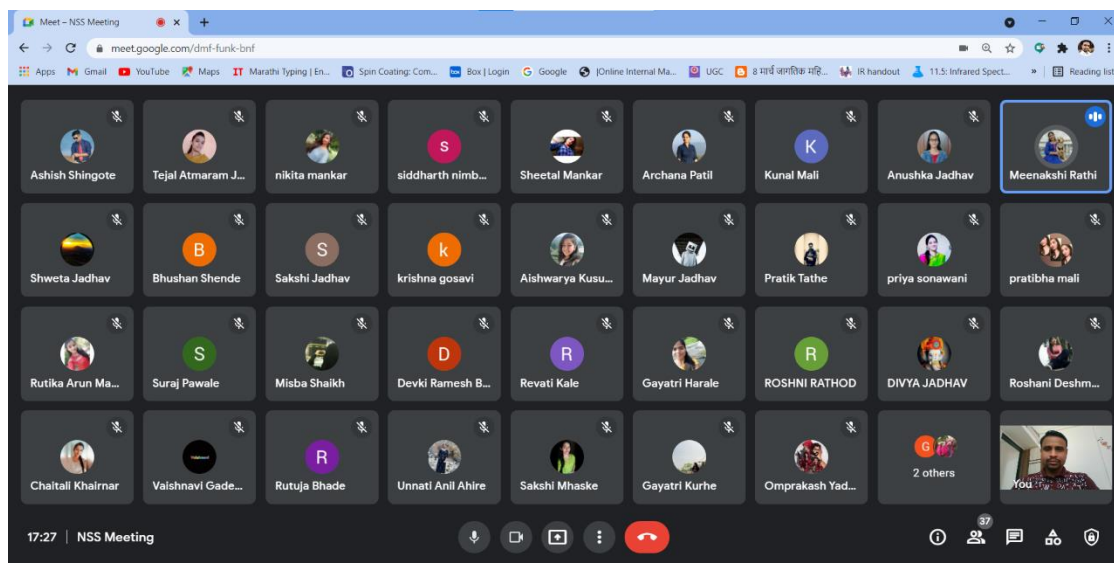 Meet – NSS Meeting
meet.google.com/dmf-funk-bnf
Apps Gmail YouTube Maps IT Marathi Typing | En... Spin Coating: Com... box Box | Login G Google |Online Internal Ma... UGC 8 मार्च जागतिक महि... IR handout 11.5: Infrared Spect... » Reading list
S K
Ashish Shingote Tejal Atmaram J... nikita mankar siddharth nimb... Sheetal Mankar Archana Patil Kunal Mali Anushka Jadhav Meenakshi Rathi
B S k
Shweta Jadhav Bhushan Shende Sakshi Jadhav krishna gosavi Aishwarya Kusu... Mayur Jadhav Pratik Tathe priya sonawani pratibha mali
S D R R
Rutika Arun Ma... Suraj Pawale Misba Shaikh Devki Ramesh B... Revati Kale Gayatri Harale ROSHNI RATHOD DIVYA JADHAV Roshani Deshm...
R G
Chaitali Khairnar Vaishnavi Gade... Rutuja Bhade Unnati Anil Ahire Sakshi Mhaske Gayatri Kurhe Omprakash Yad... 2 others You
17:27 | NSS Meeting 37